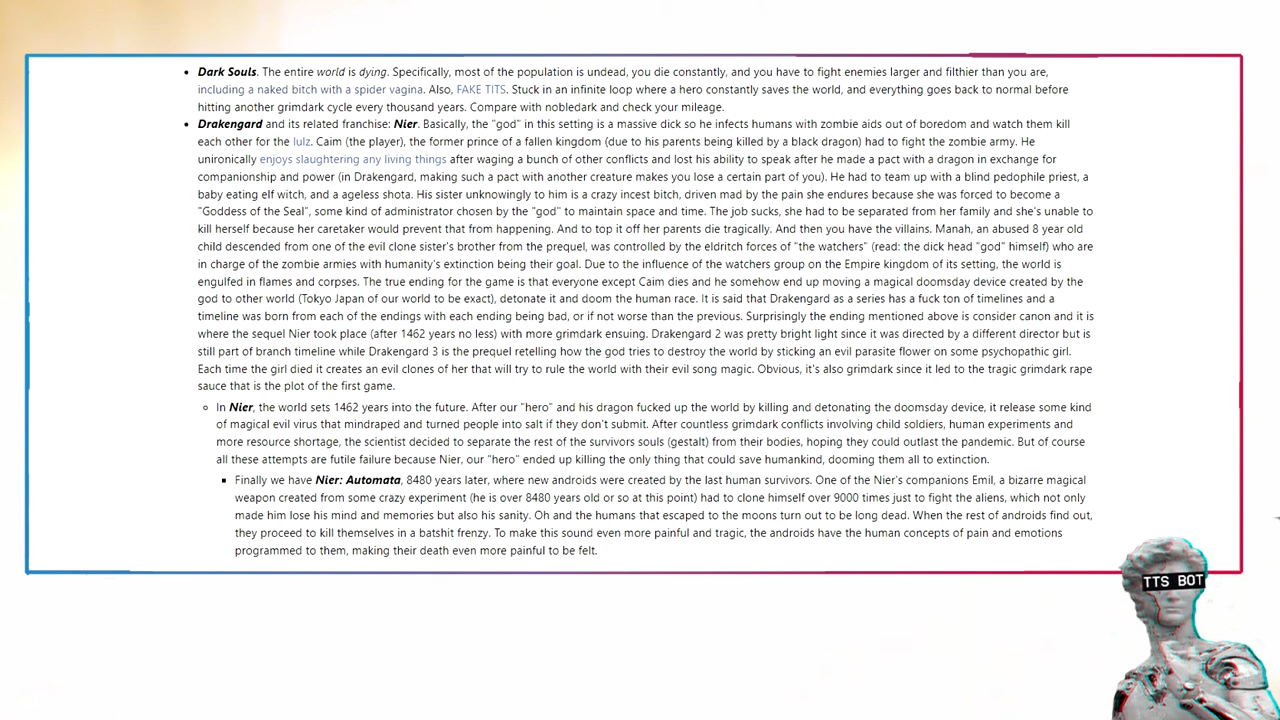 • Dark Souls. The entire world is dying. Specifically, most of the population is undead, you die constantly, and you have to fight enemies larger and filthier than you are,
including a naked bitch with a spider vagina. Also, FAKE TITS. Stuck in an infinite loop where a hero constantly saves the world, and everything goes back to normal before
hitting another grimdark cycle every thousand years. Compare with nobledark and check your mileage.
• Drakengard and its related franchise: Nier. Basically, the "god" in this setting is a massive dick so he infects humans with zombie aids out of boredom and watch them kill
each other for the lulz. Caim (the player), the former prince of a fallen kingdom (due to his parents being killed by a black dragon) had to fight the zombie army. He
unironically enjoys slaughtering any living things after waging a bunch of other conflicts and lost his ability to speak after he made a pact with a dragon in exchange for
companionship and power (in Drakengard, making such a pact with another creature makes you lose a certain part of you). He had to team up with a blind pedophile priest, a
baby eating elf witch, and a ageless shota. His sister unknowingly to him is a crazy incest bitch, driven mad by the pain she endures because she was forced to become a
"Goddess of the Seal", some kind of administrator chosen by the "god" to maintain space and time. The job sucks, she had to be separated from her family and she's unable to
kill herself because her caretaker would prevent that from happening. And to top it off her parents die tragically. And then you have the villains. Manah, an abused 8 year old
child descended from one of the evil clone sister's brother from the prequel, was controlled by the eldritch forces of "the watchers" (read: the dick head "god" himself) who are
in charge of the zombie armies with humanity's extinction being their goal. Due to the influence of the watchers group on the Empire kingdom of its setting, the world is
engulfed in flames and corpses. The true ending for the game is that everyone except Caim dies and he somehow end up moving a magical doomsday device created by the
god to other world (Tokyo Japan of our world to be exact), detonate it and doom the human race. It is said that Drakengard as a series has a fuck ton of timelines and a
timeline was born from each of the endings with each ending being bad, or if not worse than the previous. Surprisingly the ending mentioned above is consider canon and it is
where the sequel Nier took place (after 1462 years no less) with more grimdark ensuing. Drakengard 2 was pretty bright light since it was directed by a different director but is
still part of branch timeline while Drakengard 3 is the prequel retelling how the god tries to destroy the world by sticking an evil parasite flower on some psychopathic girl.
Each time the girl died it creates an evil clones of her that will try to rule the world with their evil song magic. Obvious, it's also grimdark since it led to the tragic grimdark rape
sauce that is the plot of the first game.
In Nier, the world sets 1462 years into the future. After our "hero" and his dragon fucked up the world by killing and detonating the doomsday device, it release some kind
of magical evil virus that mindraped and turned people into salt if they don't submit. After countless grimdark conflicts involving child soldiers, human experiments and
more resource shortage, the scientist decided to separate the rest of the survivors souls (gestalt) from their bodies, hoping they could outlast the pandemic. But of course
all these attempts are futile failure because Nier, our "hero" ended up killing the only thing that could save humankind, dooming them all to extinction.
Finally we have Nier: Automata, 8480 years later, where new androids were created by the last human survivors. One of the Nier's companions Emil, a bizarre magical
weapon created from some crazy experiment (he is over 8480 years old or so at this point) had to clone himself over 9000 times just to fight the aliens, which not only
made him lose his mind and memories but also his sanity. Oh and the humans that escaped to the moons turn out to be long dead. When the rest of androids find out,
they proceed to kill themselves in a batshit frenzy. To make this sound even more painful and tragic, the androids have the human concepts of pain and emotions
programmed to them, making their death even more painful to be felt.
TTS BOT